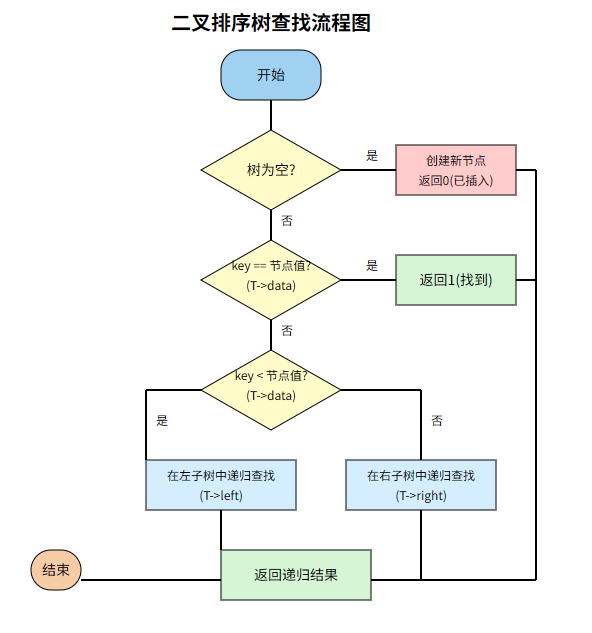 二叉排序树查找流程图
开始
树为空?
是
创建新节点
返回0(已插入)
否
key == 节点值?
(T->data)
是
返回1(找到)
否
key < 节点值?
(T->data)
是
否
在左子树中递归查找
(T->left)
在右子树中递归查找
(T->right)
结束
返回递归结果